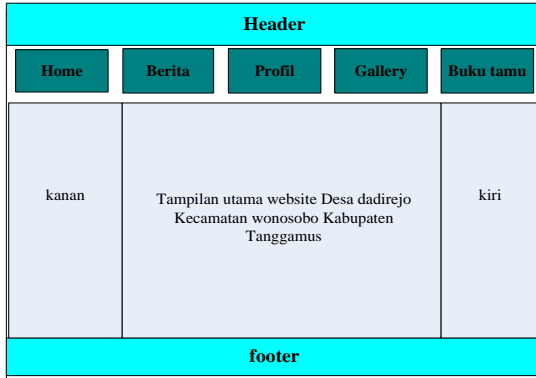 Header
Home
Berita
Profil
Gallery
Buku tamu
kanan
Tampilan utama website Desa dadirejo
Kecamatan wonosobo Kabupaten
Tanggamus
kiri
footer